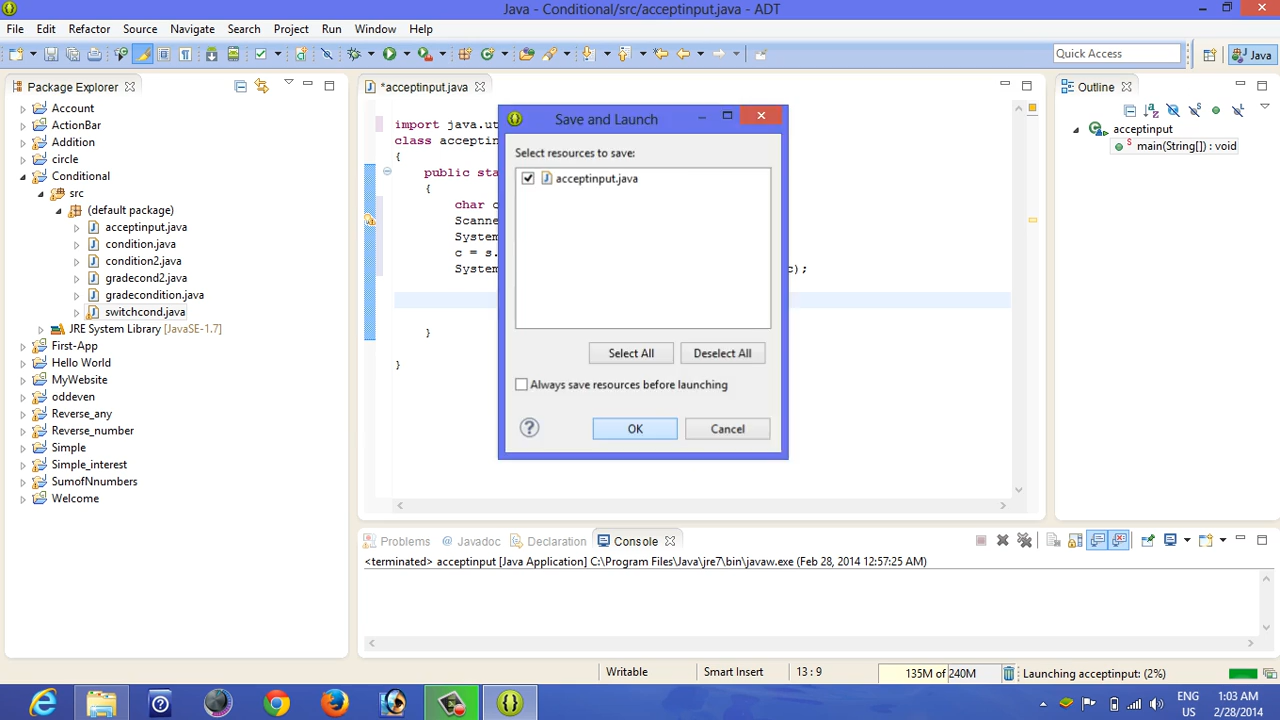 Java - Conditional/src/acceptinput.java - ADT
File Edit Refactor Source Navigate Search Project Run Window Help
Quick Access
Java
Package Explorer
Account
ActionBar
Addition
circle
Conditional
src
(default package)
acceptinput.java
condition.java
condition2.java
gradecond2.java
gradecondition.java
switchcond.java
JRE System Library [JavaSE-1.7]
First-App
Hello World
MyWebsite
oddeven
Reverse_any
Reverse_number
Simple
Simple_interest
SumofNnumbers
Welcome
*acceptinput.java
import java.ut
class acceptin
{
public sta
{
char c
Scanne
System
c = s.
System c);
}
}
Save and Launch
Select resources to save:
acceptinput.java
Select All Deselect All
Always save resources before launching
? OK Cancel
Outline
acceptinput
main(String[]) : void
Problems @ Javadoc Declaration Console
<terminated> acceptinput [Java Application] C:\Program Files\Java\jre7\bin\javaw.exe (Feb 28, 2014 12:57:25 AM)
Writable Smart Insert 13 : 9 135M of 240M Launching acceptinput: (2%)
ENG 1:03 AM
US 2/28/2014